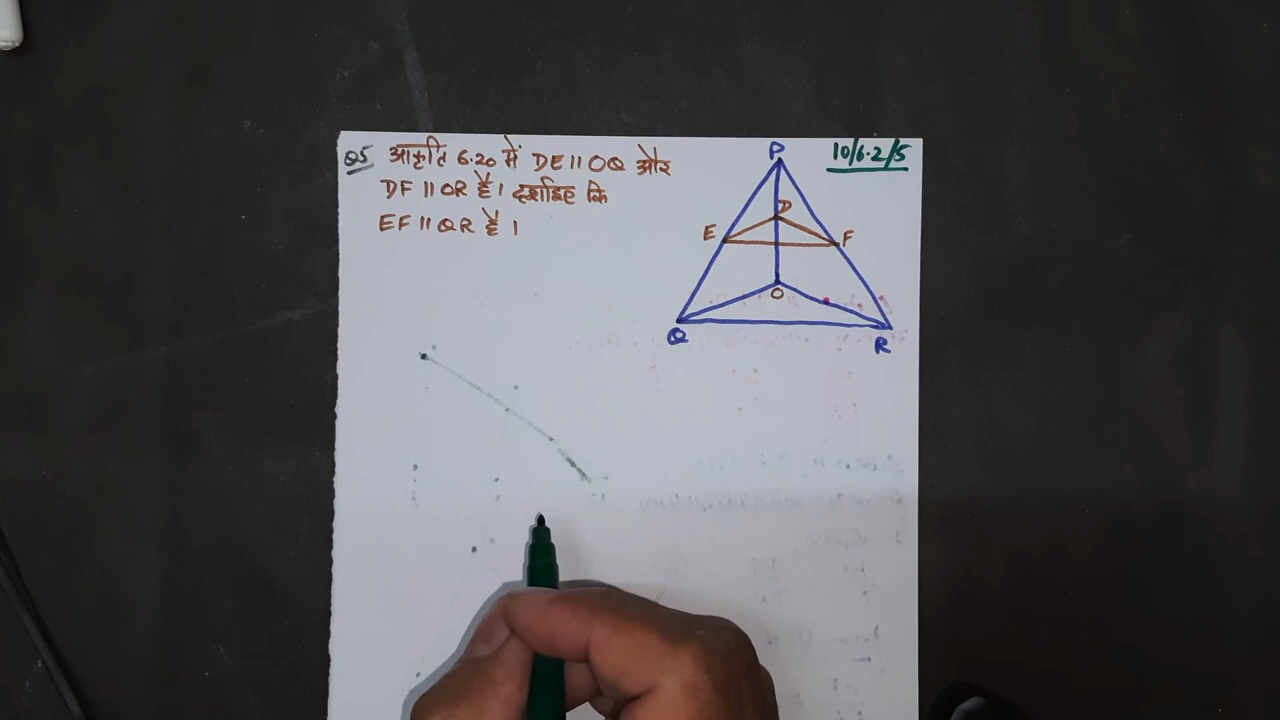 Q5 आकृति 6.20 में DE || OQ और
DF || OR है। दर्शाइए कि
EF || QR है।
10/6.2/5
P
D
E
F
O
Q
R